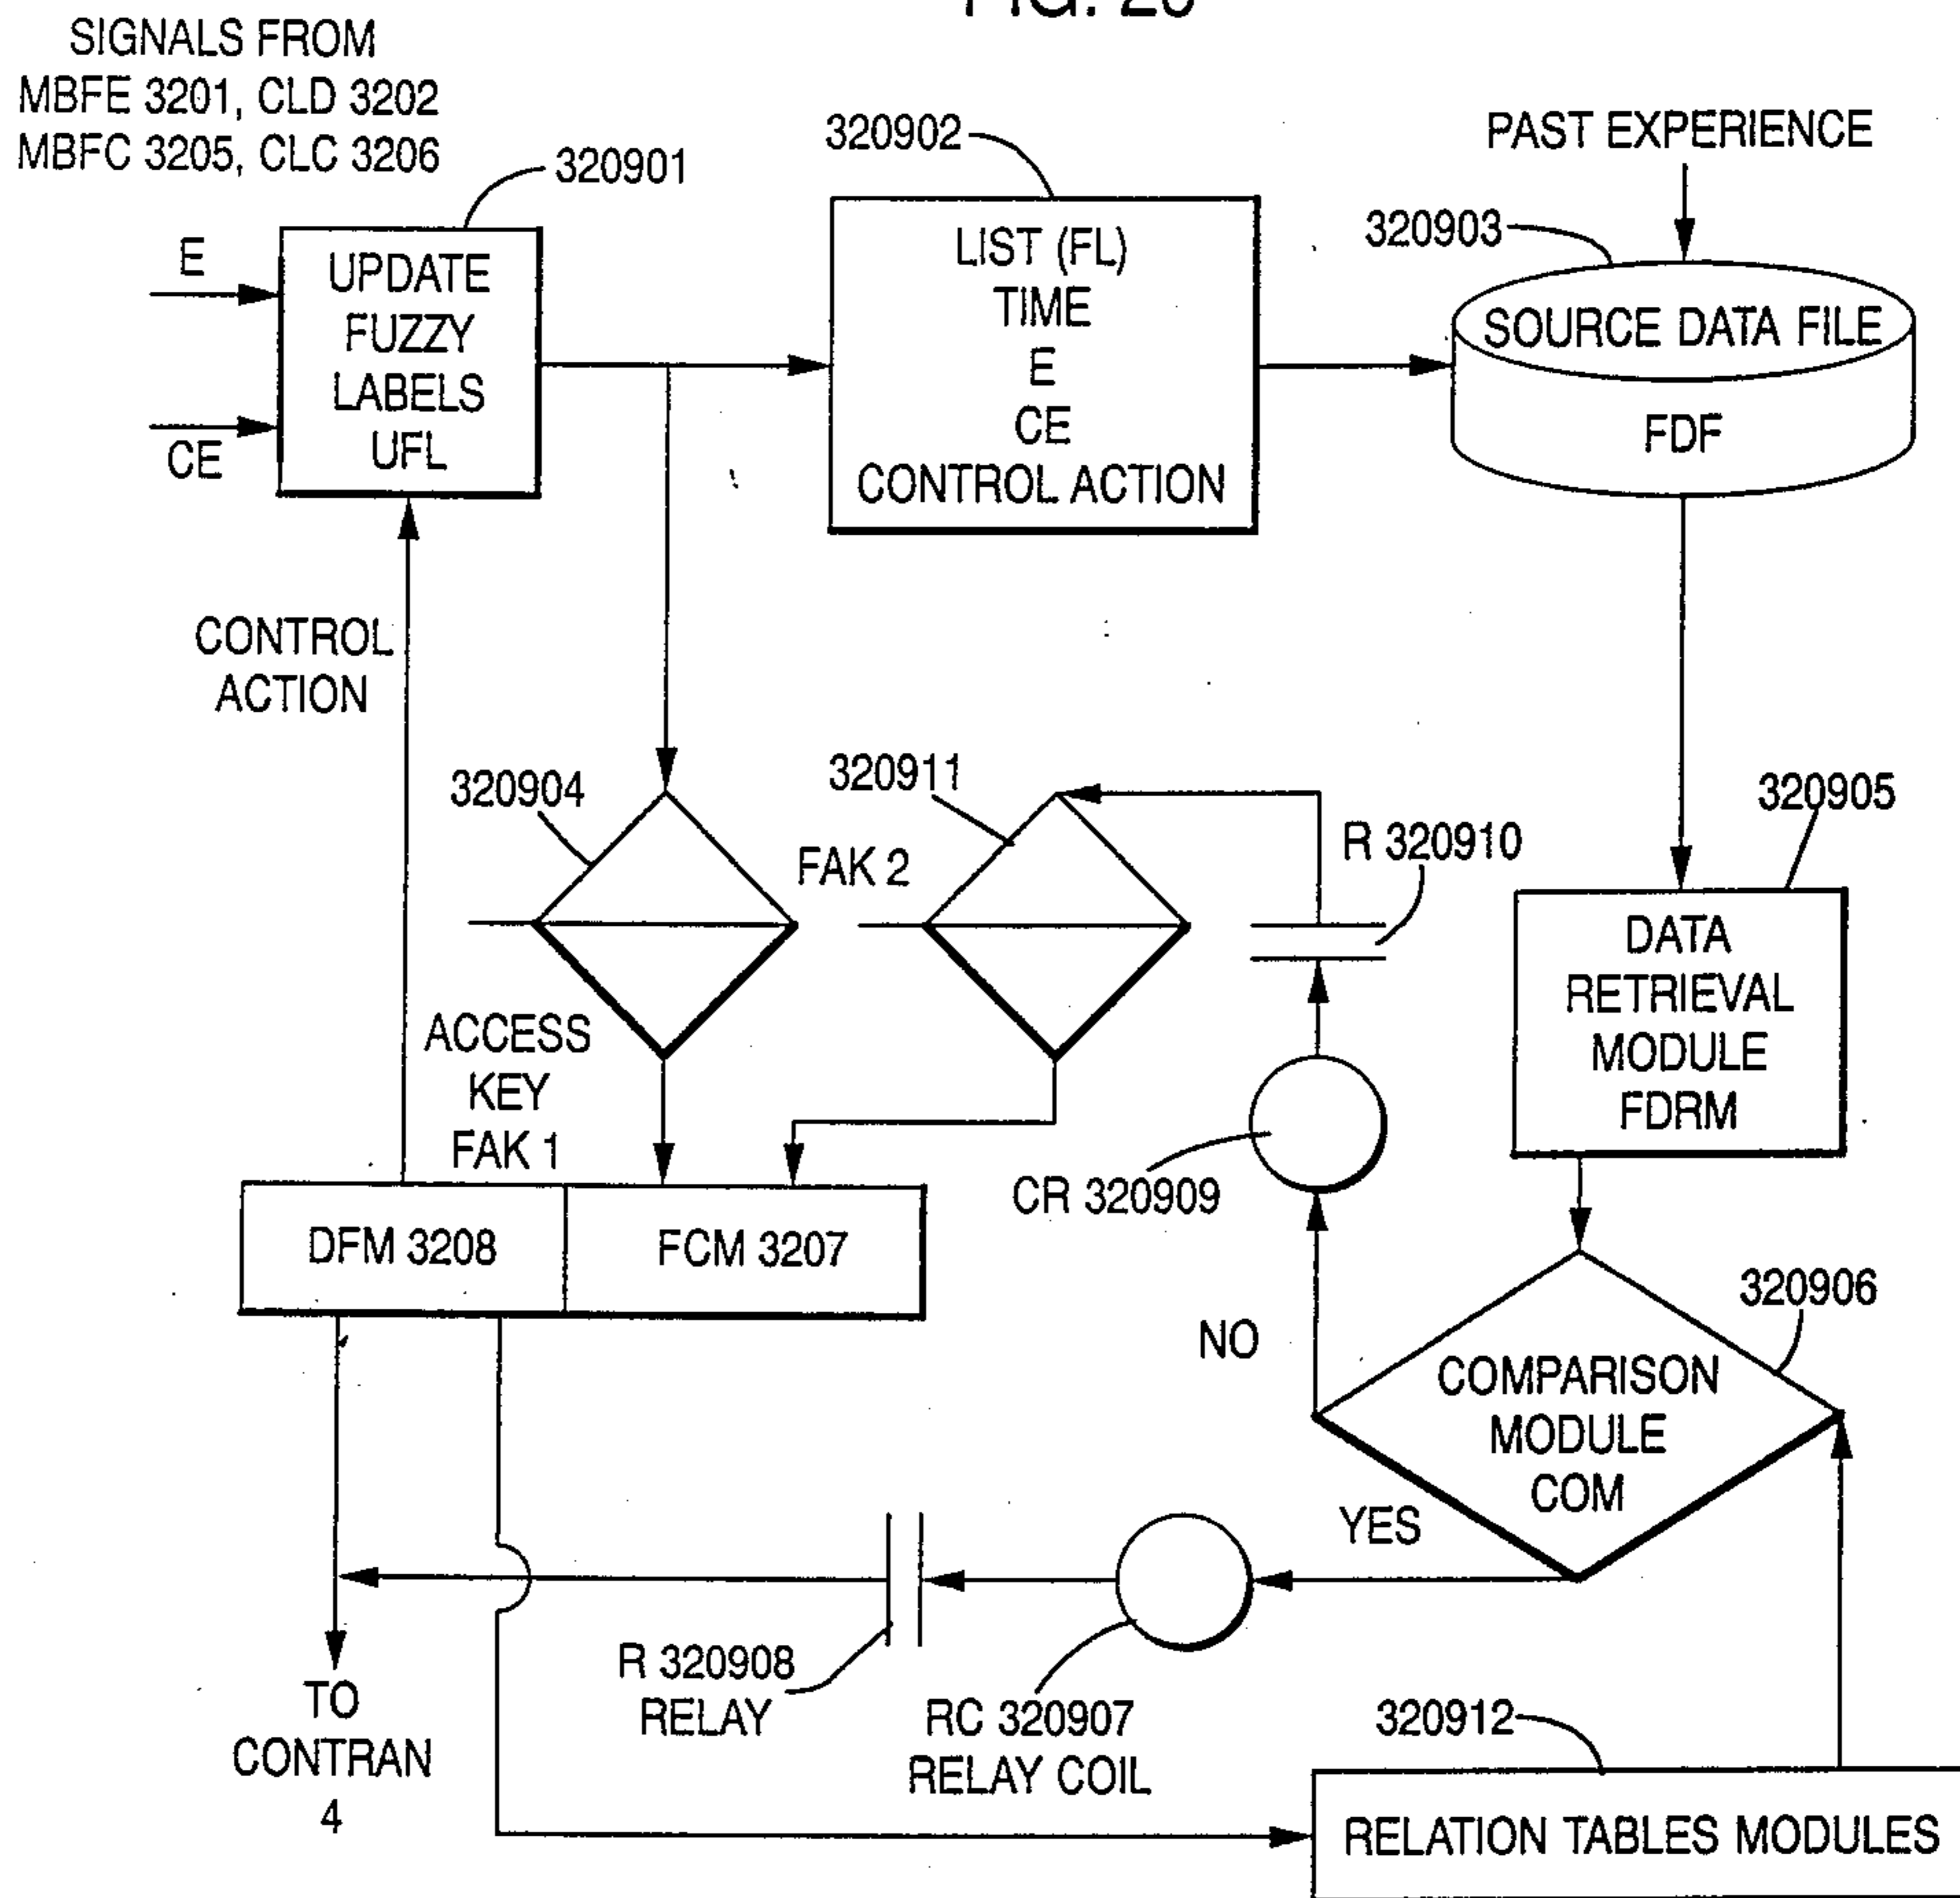 SIGNALS FROM
MBFE 3201, CLD 3202
MBFC 3205, CLC 3206
320901
320902
PAST EXPERIENCE
320903
E
CE
UPDATE
FUZZY
LABELS
UFL
LIST (FL)
TIME
E
CE
CONTROL ACTION
SOURCE DATA FILE
FDF
CONTROL
ACTION
320904
320911
R 320910
320905
FAK 2
DATA
RETRIEVAL
MODULE
FDRM
ACCESS
KEY
FAK 1
CR 320909
DFM 3208
FCM 3207
320906
NO
COMPARISON
MODULE
COM
YES
R 320908
RELAY
RC 320907
RELAY COIL
320912
TO
CONTRAN
4
RELATION TABLES MODULES